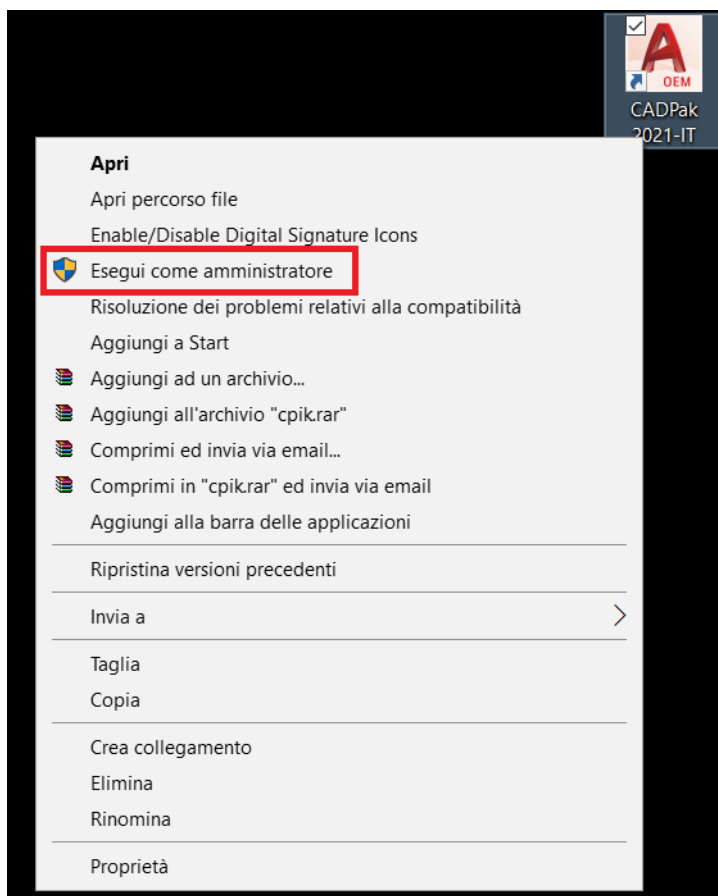 OEM
CADPak
2021-IT
Apri
Apri percorso file
Enable/Disable Digital Signature Icons
Esegui come amministratore
Risoluzione dei problemi relativi alla compatibilità
Aggiungi a Start
Aggiungi ad un archivio...
Aggiungi all'archivio "cpik.rar"
Comprimi ed invia via email...
Comprimi in "cpik.rar" ed invia via email
Aggiungi alla barra delle applicazioni
Ripristina versioni precedenti
Invia a
Taglia
Copia
Crea collegamento
Elimina
Rinomina
Proprietà